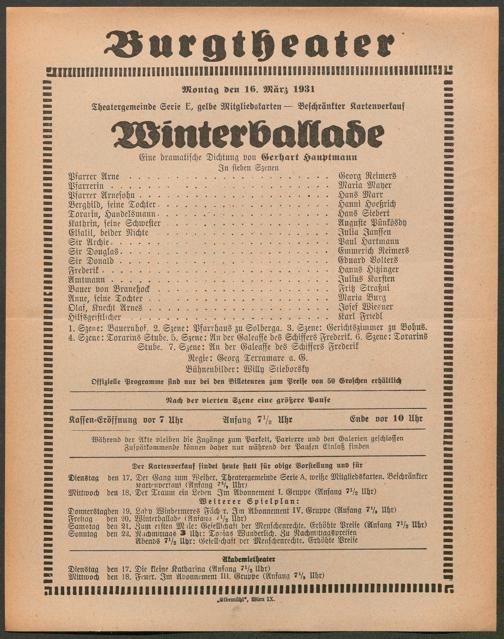 Burgtheater
Montag den 16. März 1931
Theatergemeinde Serie E, gelbe Mitgliedskarten — Beschränkter Kartenverkauf
Winterballade
Eine dramatische Dichtung von Gerhart Hauptmann
In sieben Szenen
Pfarrer Arne Georg Reimers
Pfarrerin Maria Mayer
Pfarrer Arnesohn Hans Marr
Berghild, seine Tochter Hanni Hoeßrich
Torarin, Handelsmann Hans Siebert
Kathrin, seine Schwester Auguste Pünkösdy
Elsalil, beider Nichte Julia Janssen
Sir Archie Paul Hartmann
Sir Douglas Emmerich Reimers
Sir Donald Eduard Volters
Frederik Hanns Hitzinger
Amtmann Julius Karsten
Bauer von Branehock Fritz Straßni
Anne, seine Tochter Maria Burg
Olaf, Knecht Arnes Josef Wiesner
Hilfsgeistlicher Karl Friedl
1. Szene: Bauernhof. 2. Szene: Pfarrhaus zu Solberga. 3. Szene: Gerichtszimmer zu Bohus.
4. Szene: Torarins Stube. 5. Szene: An der Galeasse des Schiffers Frederik. 6. Szene: Torarins
Stube. 7. Szene: An der Galeasse des Schiffers Frederik
Regie: Georg Terramare a. G.
Bühnenbilder: Willy Stieborsky
Offizielle Programme sind nur bei den Billeteuren zum Preise von 50 Groschen erhältlich
Nach der vierten Szene eine größere Pause
Kassen-Eröffnung vor 7 Uhr Anfang 7½ Uhr Ende vor 10 Uhr
Während der Akte bleiben die Zugänge zum Parkett, Parterre und den Galerien geschlossen
Zuspätkommende können daher nur während der Pausen Einlaß finden
Der Kartenverkauf findet heute statt für obige Vorstellung und für
Dienstag den 17. Der Gang zum Weiher. Theatergemeinde Serie A, weiße Mitgliedskarten. Beschränkter
Kartenverkauf (Anfang 7½ Uhr)
Mittwoch den 18. Der Traum ein Leben. Im Abonnement I. Gruppe (Anfang 7½ Uhr)
Weiterer Spielplan:
Donnerstag den 19. Lady Windermeres Fächer. Im Abonnement IV. Gruppe (Anfang 7½ Uhr)
Freitag den 20. Winterballade (Anfang 7½ Uhr)
Samstag den 21. Zum ersten Male: Gesellschaft der Menschenrechte. Erhöhte Preise (Anfang 7½ Uhr)
Sonntag den 22. Nachmittags 3 Uhr: Tobias Wunderlich. Zu Nachmittagspreisen
Abends 7½ Uhr: Gesellschaft der Menschenrechte. Erhöhte Preise
Akademietheater
Dienstag den 17. Die kleine Katharina (Anfang 7½ Uhr)
Mittwoch den 18. Feuer. Im Abonnement III. Gruppe (Anfang 7½ Uhr)
„Elbemühl", Wien IX.